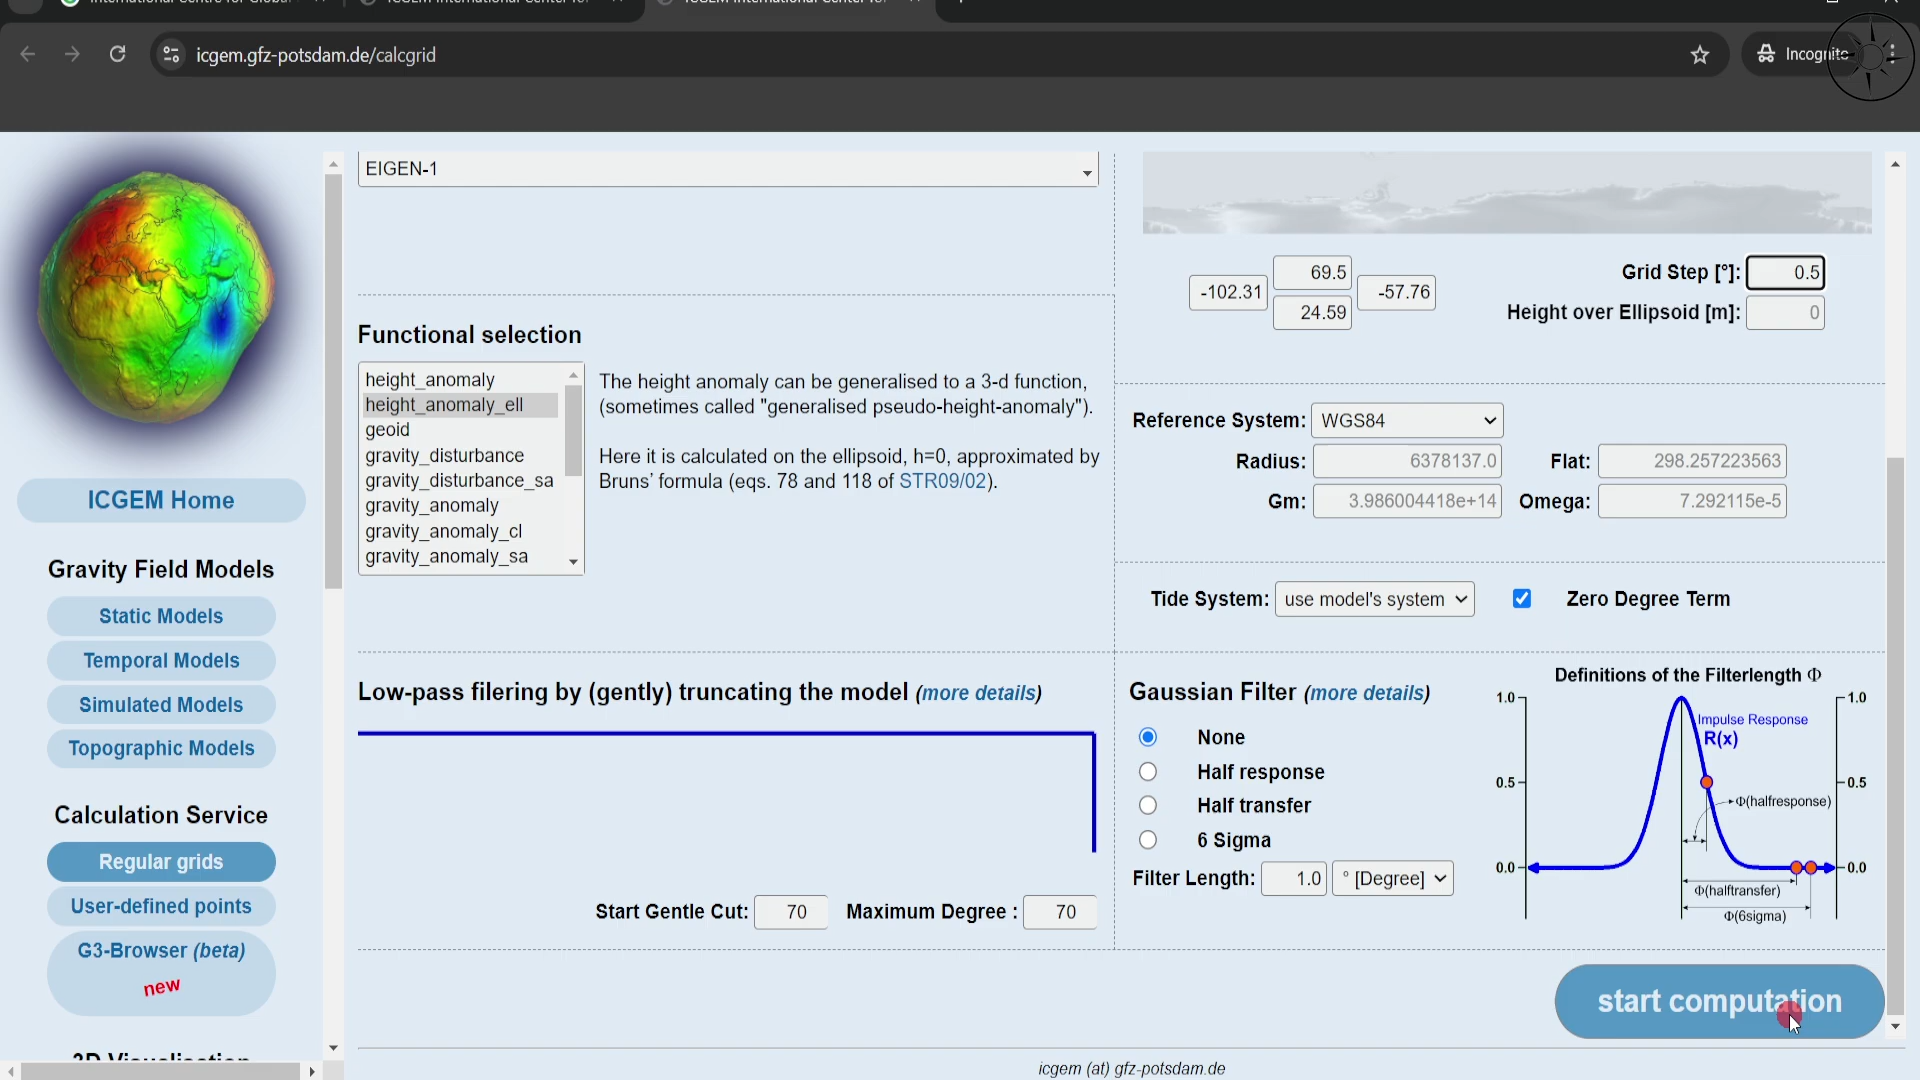 icgem.gfz-potsdam.de/calcgrid
Incognito
ICGEM Home
Gravity Field Models
Static Models
Temporal Models
Simulated Models
Topographic Models
Calculation Service
Regular grids
User-defined points
G3-Browser (beta)
new
EIGEN-1
Functional selection
height_anomaly
height_anomaly_ell
geoid
gravity_disturbance
gravity_disturbance_sa
gravity_anomaly
gravity_anomaly_cl
gravity_anomaly_sa
The height anomaly can be generalised to a 3-d function,
(sometimes called "generalised pseudo-height-anomaly").
Here it is calculated on the ellipsoid, h=0, approximated by
Bruns' formula (eqs. 78 and 118 of STR09/02).
Low-pass filering by (gently) truncating the model (more details)
Start Gentle Cut: 70 Maximum Degree : 70
69.5
-102.31 -57.76
24.59
Grid Step [°]: 0.5
Height over Ellipsoid [m]: 0
Reference System: WGS84
Radius: 6378137.0 Flat: 298.257223563
Gm: 3.986004418e+14 Omega: 7.292115e-5
Tide System: use model's system Zero Degree Term
Gaussian Filter (more details)
None
Half response
Half transfer
6 Sigma
Filter Length: 1.0 ° [Degree]
Definitions of the Filterlength Φ
1.0 1.0
Impulse Response
R(x)
0.5 0.5
Φ(halfresponse)
0.0 0.0
Φ(halftransfer)
Φ(6sigma)
start computation
icgem (at) gfz-potsdam.de